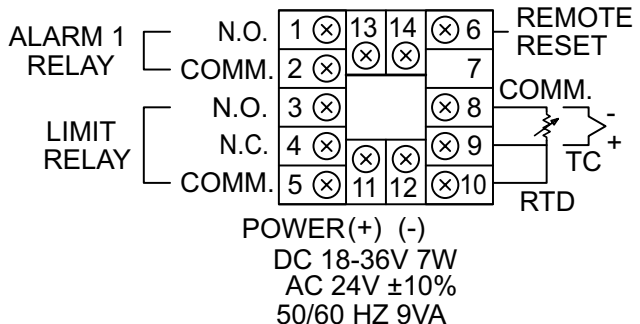 ALARM 1
RELAY
N.O.
COMM.
LIMIT
RELAY
N.O.
N.C.
COMM.
1
2
3
4
5
13 14
11 12
6
7
8
9
10
REMOTE
RESET
COMM.
-
+
TC
RTD
POWER (+) (-)
DC 18-36V 7W
AC 24V ±10%
50/60 HZ 9VA